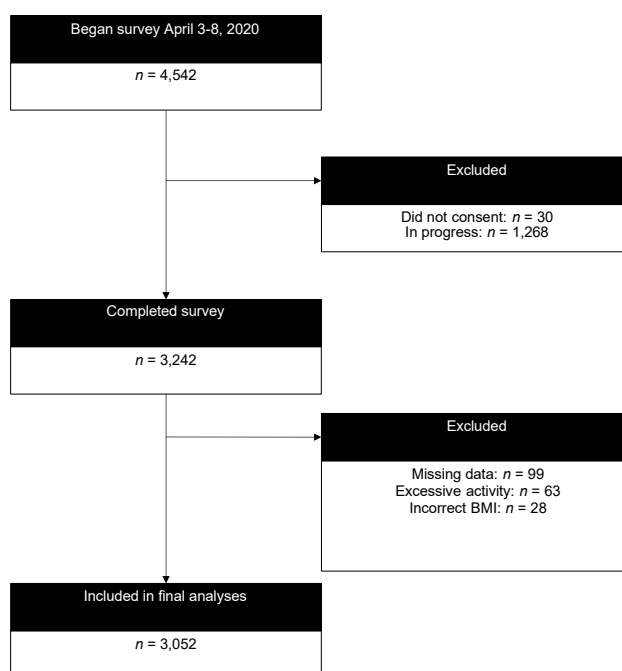 Began survey April 3-8, 2020
n = 4,542
Excluded
Did not consent: n = 30
In progress: n = 1,268
Completed survey
n = 3,242
Excluded
Missing data: n = 99
Excessive activity: n = 63
Incorrect BMI: n = 28
Included in final analyses
n = 3,052